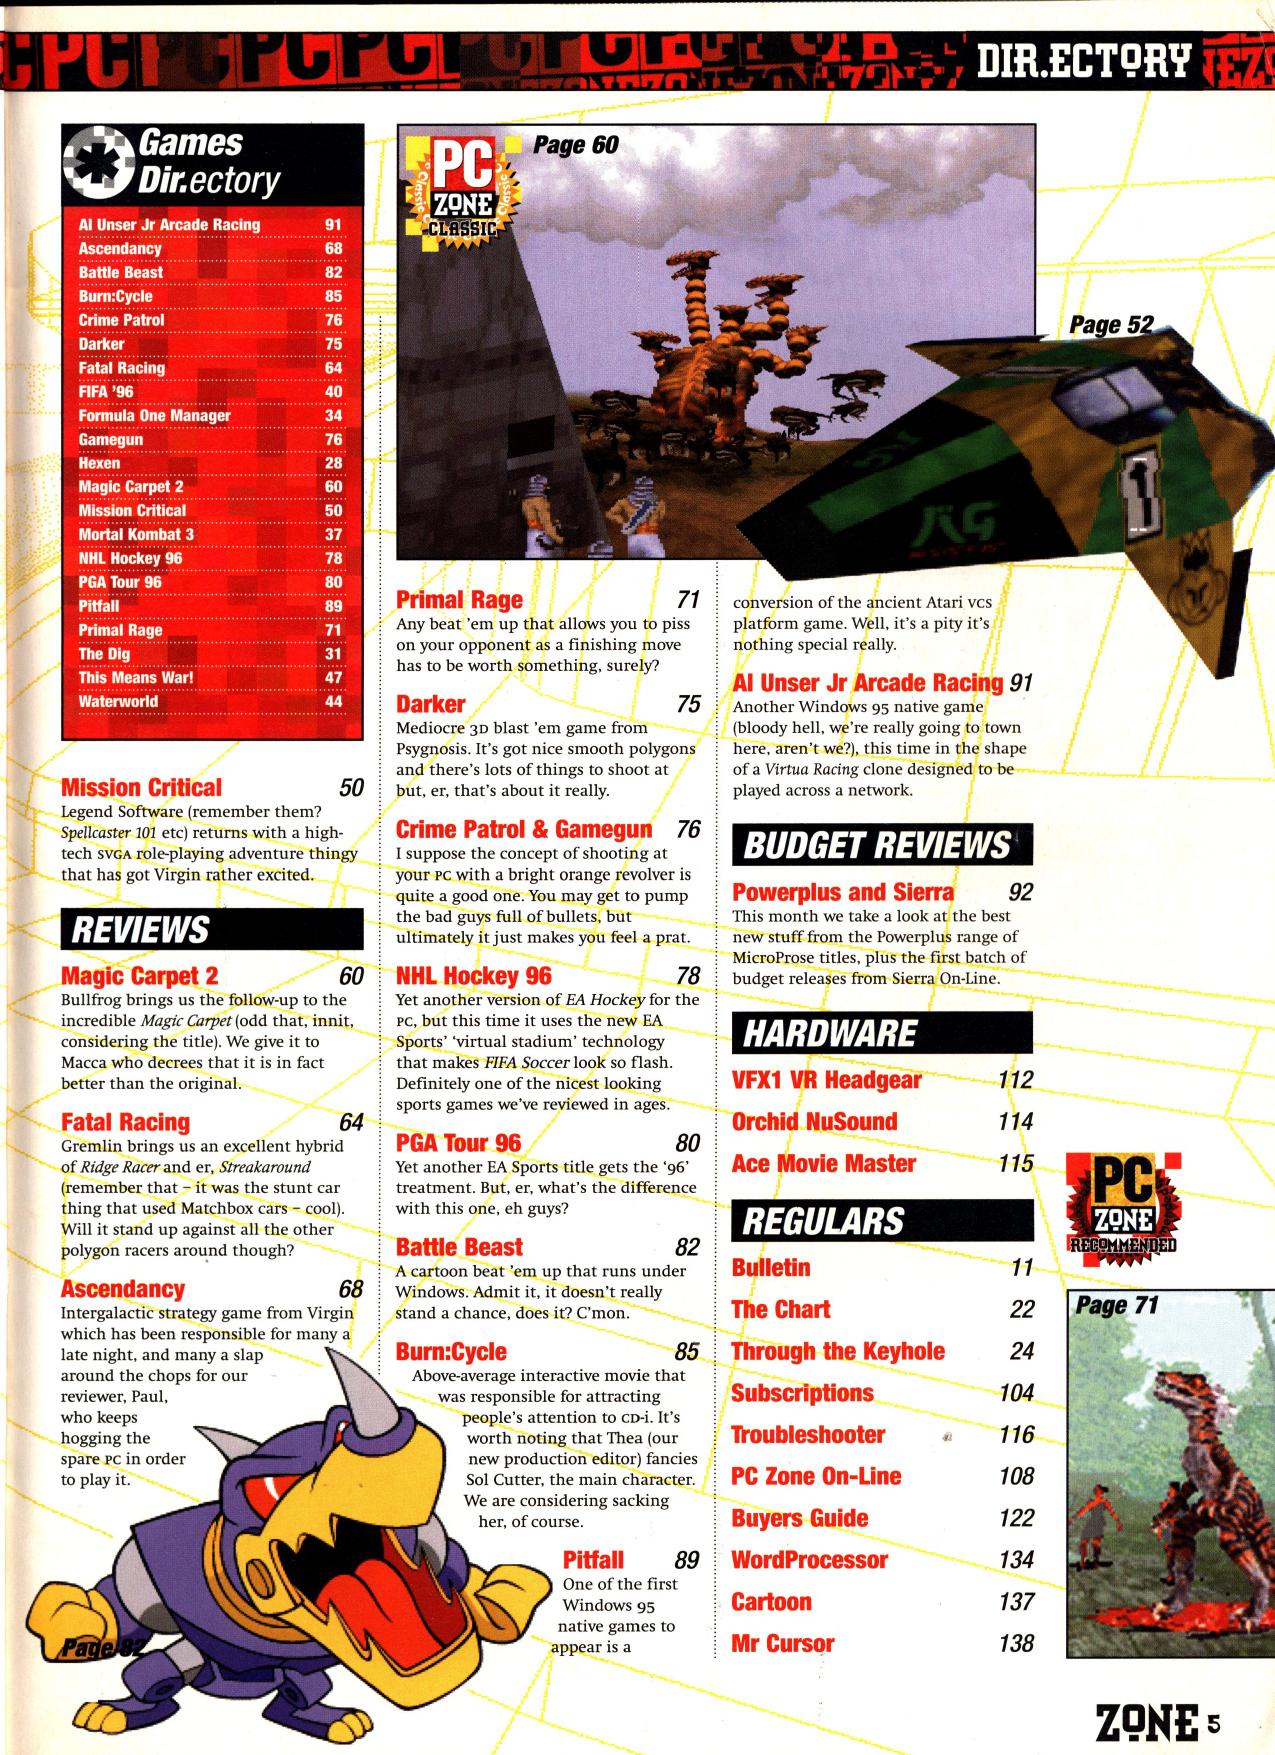 DIR.ECTORY
Games
Dir.ectory
Al Unser Jr Arcade Racing 91
Ascendancy 68
Battle Beast 82
Burn:Cycle 85
Crime Patrol 76
Darker 75
Fatal Racing 64
FIFA '96 40
Formula One Manager 34
Gamegun 76
Hexen 28
Magic Carpet 2 60
Mission Critical 50
Mortal Kombat 3 37
NHL Hockey 96 78
PGA Tour 96 80
Pitfall 89
Primal Rage 71
The Dig 31
This Means War! 47
Waterworld 44
Mission Critical 50
Legend Software (remember them?
Spellcaster 101 etc) returns with a high-
tech SVGA role-playing adventure thingy
that has got Virgin rather excited.
REVIEWS
Magic Carpet 2 60
Bullfrog brings us the follow-up to the
incredible Magic Carpet (odd that, innit,
considering the title). We give it to
Macca who decrees that it is in fact
better than the original.
Fatal Racing 64
Gremlin brings us an excellent hybrid
of Ridge Racer and er, Streakaround
(remember that – it was the stunt car
thing that used Matchbox cars – cool).
Will it stand up against all the other
polygon racers around though?
Ascendancy 68
Intergalactic strategy game from Virgin
which has been responsible for many a
late night, and many a slap
around the chops for our
reviewer, Paul,
who keeps
hogging the
spare PC in order
to play it.
Page 82
PC
ZONE
CLASSIC
Page 60
Page 52
1
Primal Rage 71
Any beat 'em up that allows you to piss
on your opponent as a finishing move
has to be worth something, surely?
Darker 75
Mediocre 3D blast 'em game from
Psygnosis. It's got nice smooth polygons
and there's lots of things to shoot at
but, er, that's about it really.
Crime Patrol & Gamegun 76
I suppose the concept of shooting at
your PC with a bright orange revolver is
quite a good one. You may get to pump
the bad guys full of bullets, but
ultimately it just makes you feel a prat.
NHL Hockey 96 78
Yet another version of EA Hockey for the
PC, but this time it uses the new EA
Sports' 'virtual stadium' technology
that makes FIFA Soccer look so flash.
Definitely one of the nicest looking
sports games we've reviewed in ages.
PGA Tour 96 80
Yet another EA Sports title gets the '96'
treatment. But, er, what's the difference
with this one, eh guys?
Battle Beast 82
A cartoon beat 'em up that runs under
Windows. Admit it, it doesn't really
stand a chance, does it? C'mon.
Burn:Cycle 85
Above-average interactive movie that
was responsible for attracting
people's attention to CD-i. It's
worth noting that Thea (our
new production editor) fancies
Sol Cutter, the main character.
We are considering sacking
her, of course.
Pitfall 89
One of the first
Windows 95
native games to
appear is a
conversion of the ancient Atari VCS
platform game. Well, it's a pity it's
nothing special really.
Al Unser Jr Arcade Racing 91
Another Windows 95 native game
(bloody hell, we're really going to town
here, aren't we?), this time in the shape
of a Virtua Racing clone designed to be
played across a network.
BUDGET REVIEWS
Powerplus and Sierra 92
This month we take a look at the best
new stuff from the Powerplus range of
MicroProse titles, plus the first batch of
budget releases from Sierra On-Line.
HARDWARE
VFX1 VR Headgear 112
Orchid NuSound 114
Ace Movie Master 115
REGULARS
Bulletin 11
The Chart 22
Through the Keyhole 24
Subscriptions 104
Troubleshooter 116
PC Zone On-Line 108
Buyers Guide 122
WordProcessor 134
Cartoon 137
Mr Cursor 138
PC
ZONE
RECOMMENDED
Page 71
ZONE 5